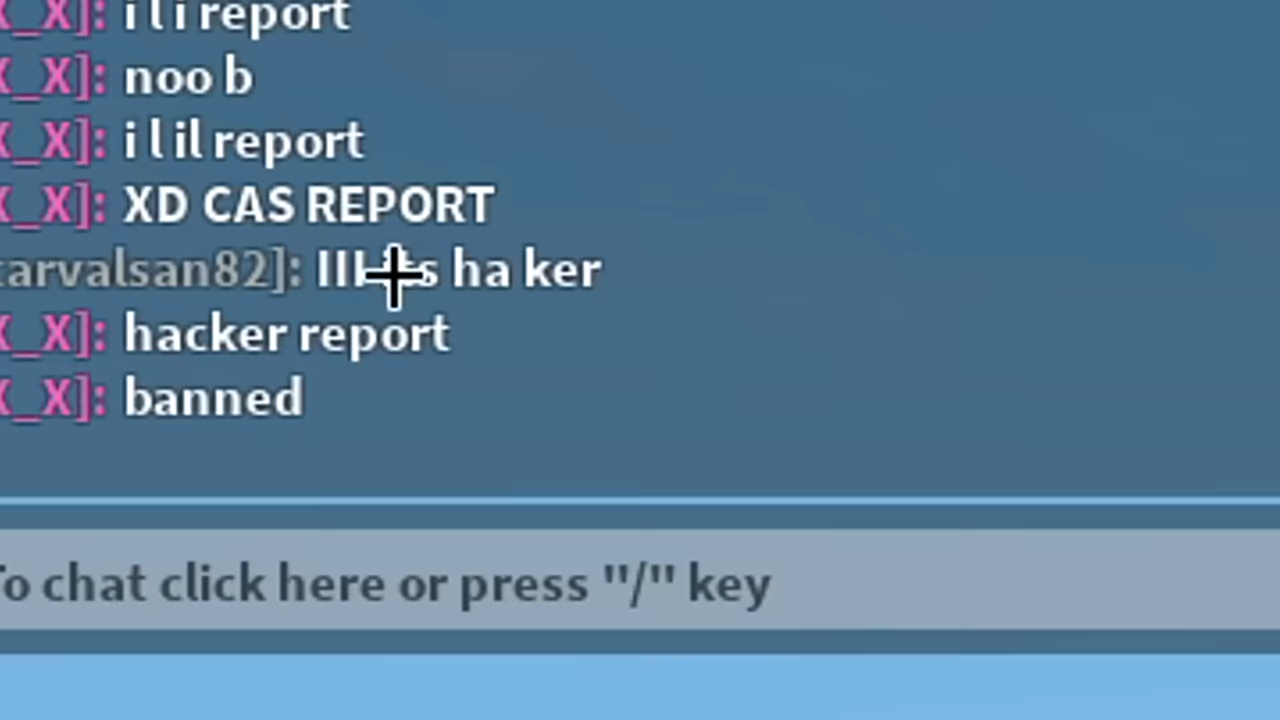 X_X]: i l i report
X_X]: noo b
X_X]: i l il report
X_X]: XD CAS REPORT
carvalsan82]: ha ker
X_X]: hacker report
X_X]: banned
To chat click here or press "/" key